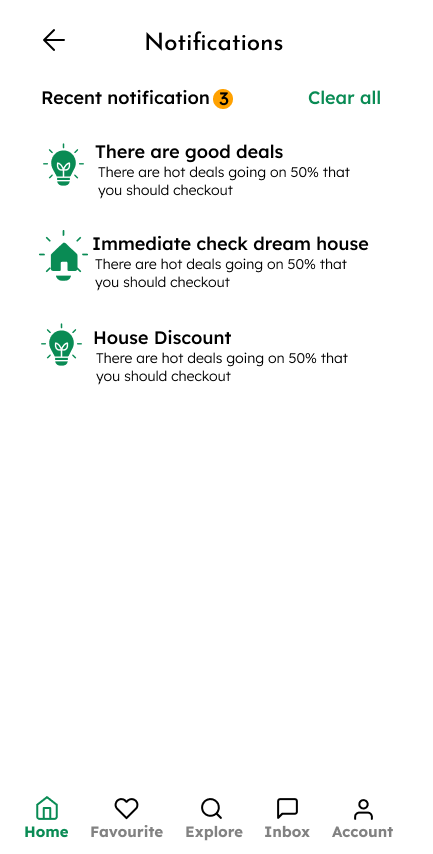 Notifications
Recent notification 3
Clear all
There are good deals
There are hot deals going on 50% that
you should checkout
Immediate check dream house
There are hot deals going on 50% that
you should checkout
House Discount
There are hot deals going on 50% that
you should checkout
Home
Favourite
Explore
Inbox
Account